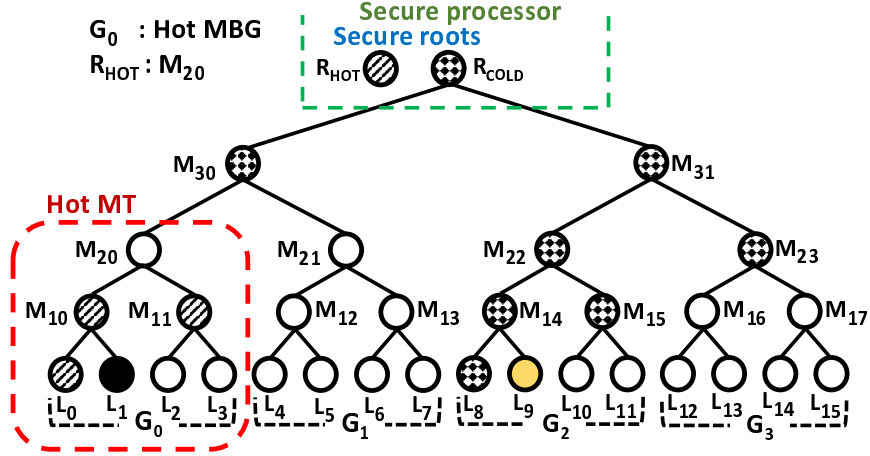 Secure processor
G0 : Hot MBG
Secure roots
RHOT : M20
RHOT
RCOLD
M30
M31
Hot MT
M20
M21
M22
M23
M10
M11
M12
M13
M14
M15
M16
M17
L0 L1 L2 L3 L4 L5 L6 L7 L8 L9 L10 L11 L12 L13 L14 L15
G0 G1 G2 G3